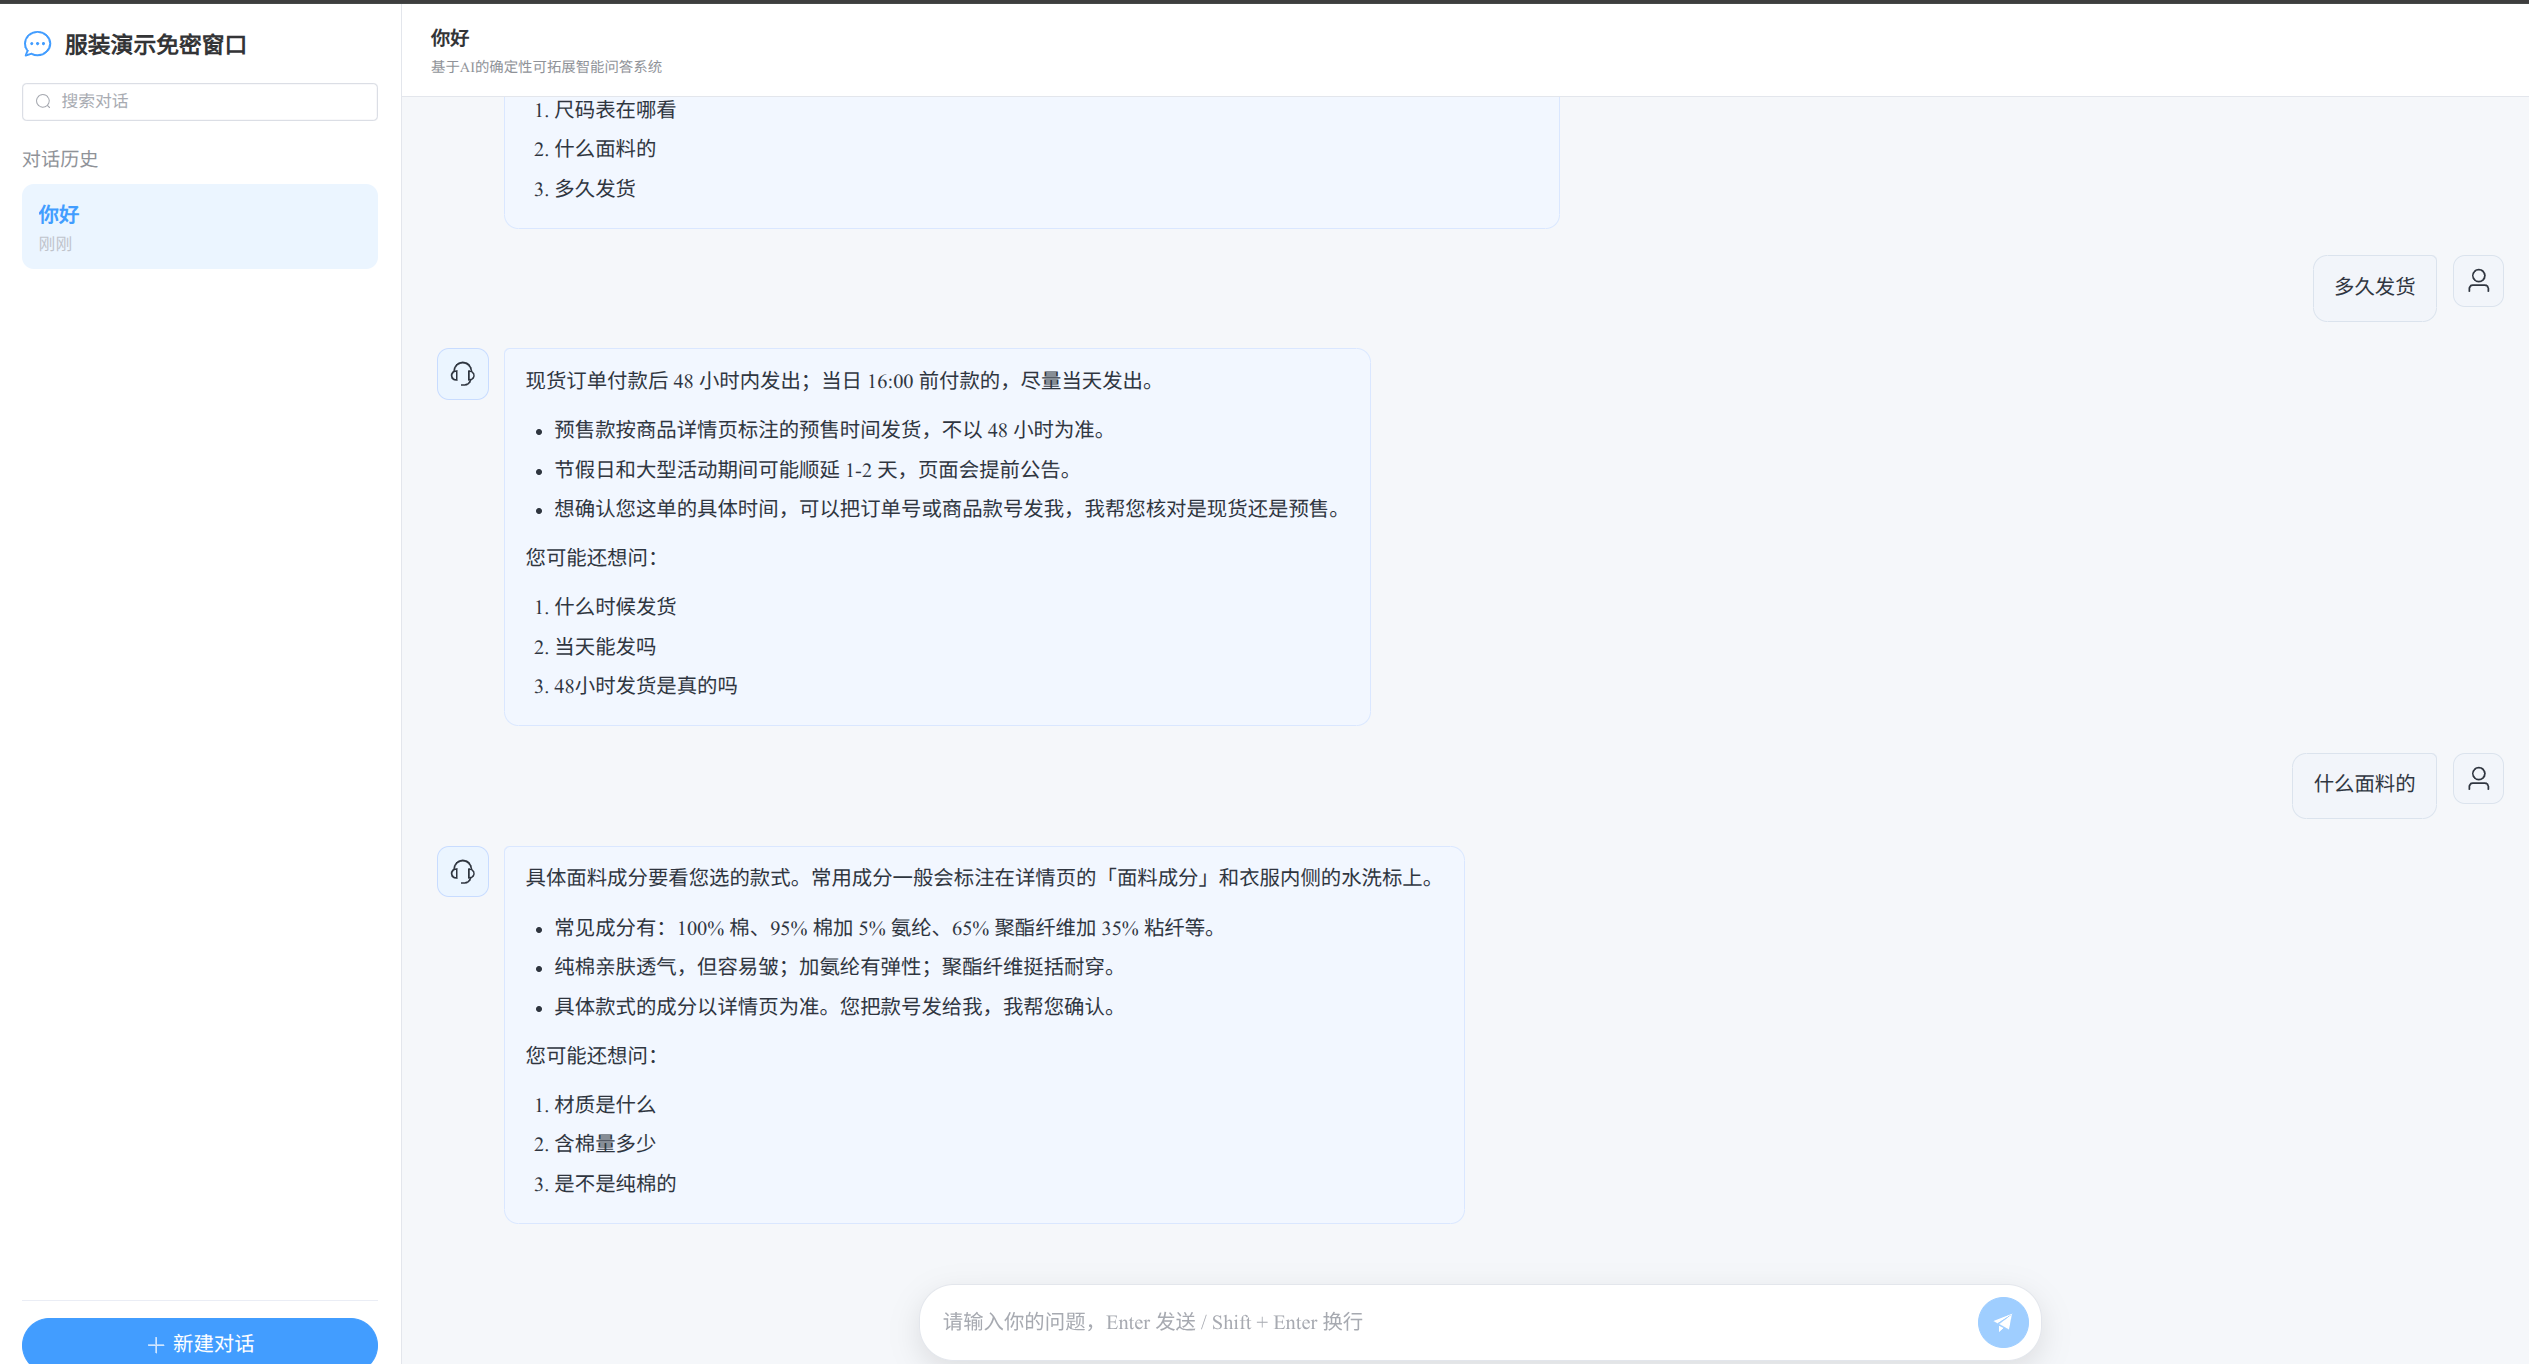 服装演示免密窗口
搜索对话
对话历史
你好
刚刚
新建对话
你好
基于AI的确定性可拓展智能问答系统
1. 尺码表在哪看
2. 什么面料的
3. 多久发货
多久发货
现货订单付款后 48 小时内发出；当日 16:00 前付款的，尽量当天发出。
• 预售款按商品详情页标注的预售时间发货，不以 48 小时为准。
• 节假日和大型活动期间可能顺延 1-2 天，页面会提前公告。
• 想确认您这单的具体时间，可以把订单号或商品款号发我，我帮您核对是现货还是预售。
您可能还想问：
1. 什么时候发货
2. 当天能发吗
3. 48小时发货是真的吗
什么面料的
具体面料成分要看您选的款式。常用成分一般会标注在详情页的「面料成分」和衣服内侧的水洗标上。
• 常见成分有：100% 棉、95% 棉加 5% 氨纶、65% 聚酯纤维加 35% 粘纤等。
• 纯棉亲肤透气，但容易皱；加氨纶有弹性；聚酯纤维挺括耐穿。
• 具体款式的成分以详情页为准。您把款号发给我，我帮您确认。
您可能还想问：
1. 材质是什么
2. 含棉量多少
3. 是不是纯棉的
请输入你的问题，Enter 发送 / Shift + Enter 换行